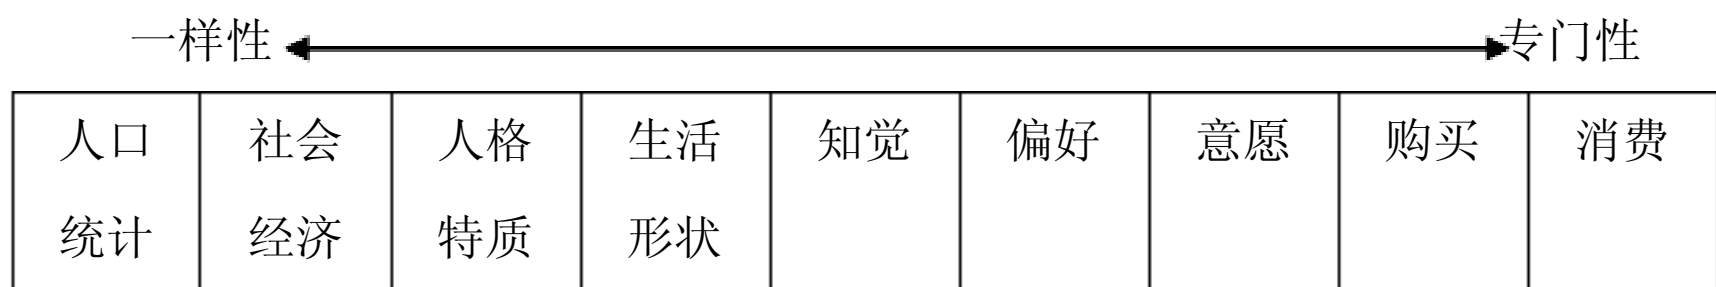 一样性 专门性
人口 社会 人格 生活 知觉 偏好 意愿 购买 消费
统计 经济 特质 形状